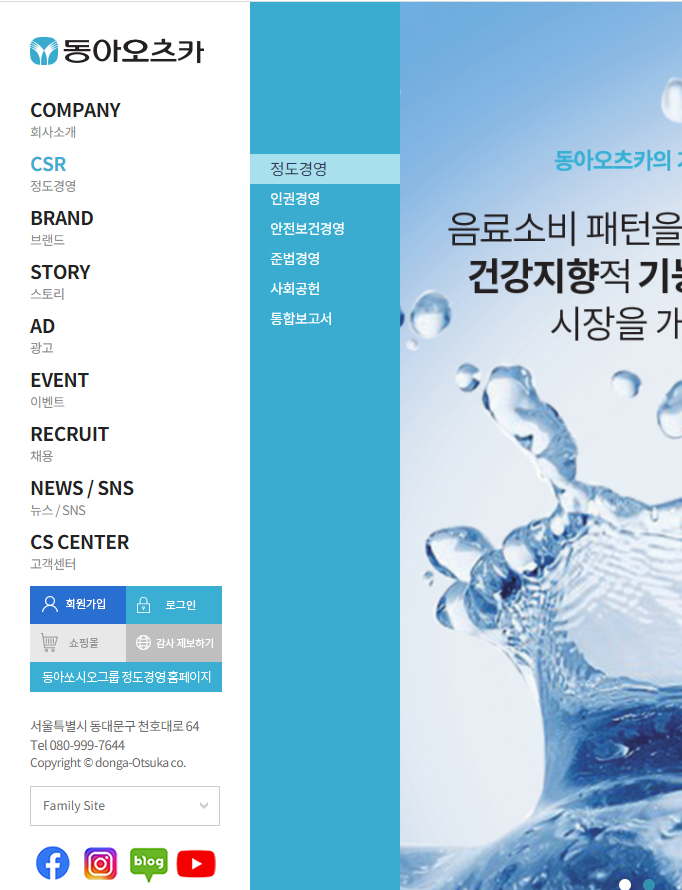 동아오츠카
COMPANY
회사소개
CSR
정도경영
BRAND
브랜드
STORY
스토리
AD
광고
EVENT
이벤트
RECRUIT
채용
NEWS / SNS
뉴스 / SNS
CS CENTER
고객센터
회원가입
로그인
쇼핑몰
감사 제보하기
동아쏘시오그룹 정도경영 홈페이지
서울특별시 동대문구 천호대로 64
Tel 080-999-7644
Copyright © donga-Otsuka co.
Family Site
blog
정도경영
인권경영
안전보건경영
준법경영
사회공헌
통합보고서
동아오츠카의
음료소비 패턴을
건강지향적 기능
시장을 개